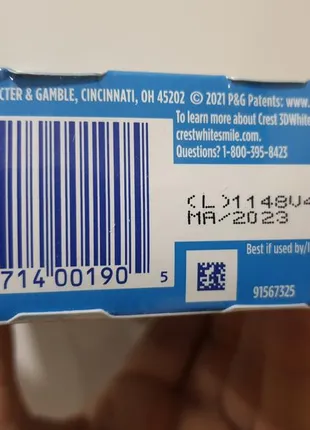 CTER & GAMBLE, CINCINNATI, OH 45202 © 2021 P&G Patents: www.
To learn more about Crest 3DWhite
crestwhitesmile.com.
Questions? 1-800-395-8423
(L)1148V4
MA/2023
714 00190 5
Best if used by/
91567325